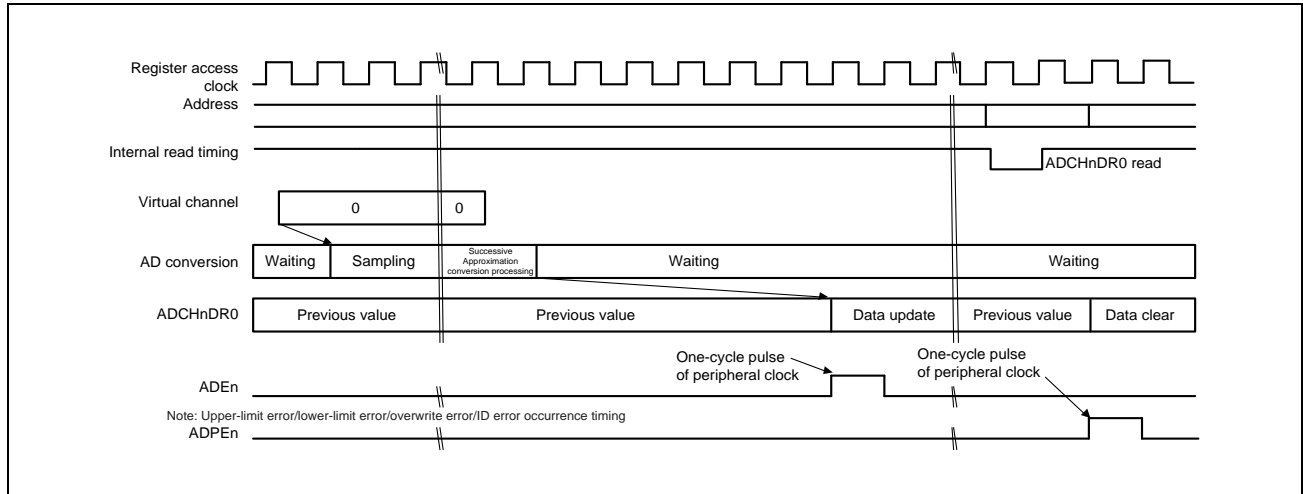 Register access
clock
Address
Internal read timing
ADCHnDR0 read
Virtual channel
0
0
AD conversion
Waiting
Sampling
Successive
Approximation
conversion processing
Waiting
Waiting
ADCHnDR0
Previous value
Previous value
Data update
Previous value
Data clear
One-cycle pulse
of peripheral clock
One-cycle pulse
of peripheral clock
ADEn
Note: Upper-limit error/lower-limit error/overwrite error/ID error occurrence timing
ADPEn